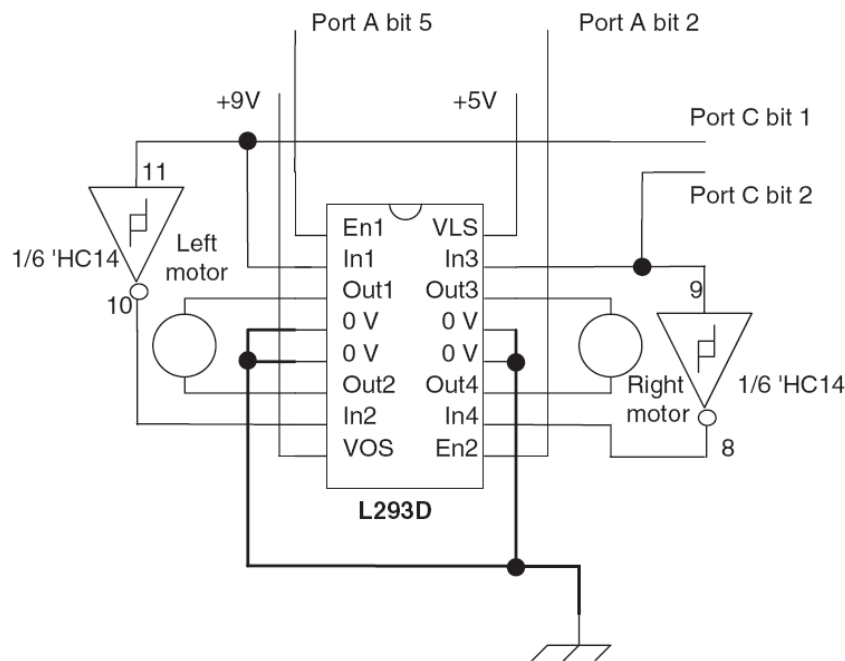 Port A bit 5
Port A bit 2
+9V
+5V
Port C bit 1
Port C bit 2
11
1/6 'HC14
10
Left
motor
En1
VLS
In1
In3
Out1
Out3
0 V
0 V
0 V
0 V
Out2
Out4
In2
In4
VOS
En2
L293D
9
Right
motor
1/6 'HC14
8